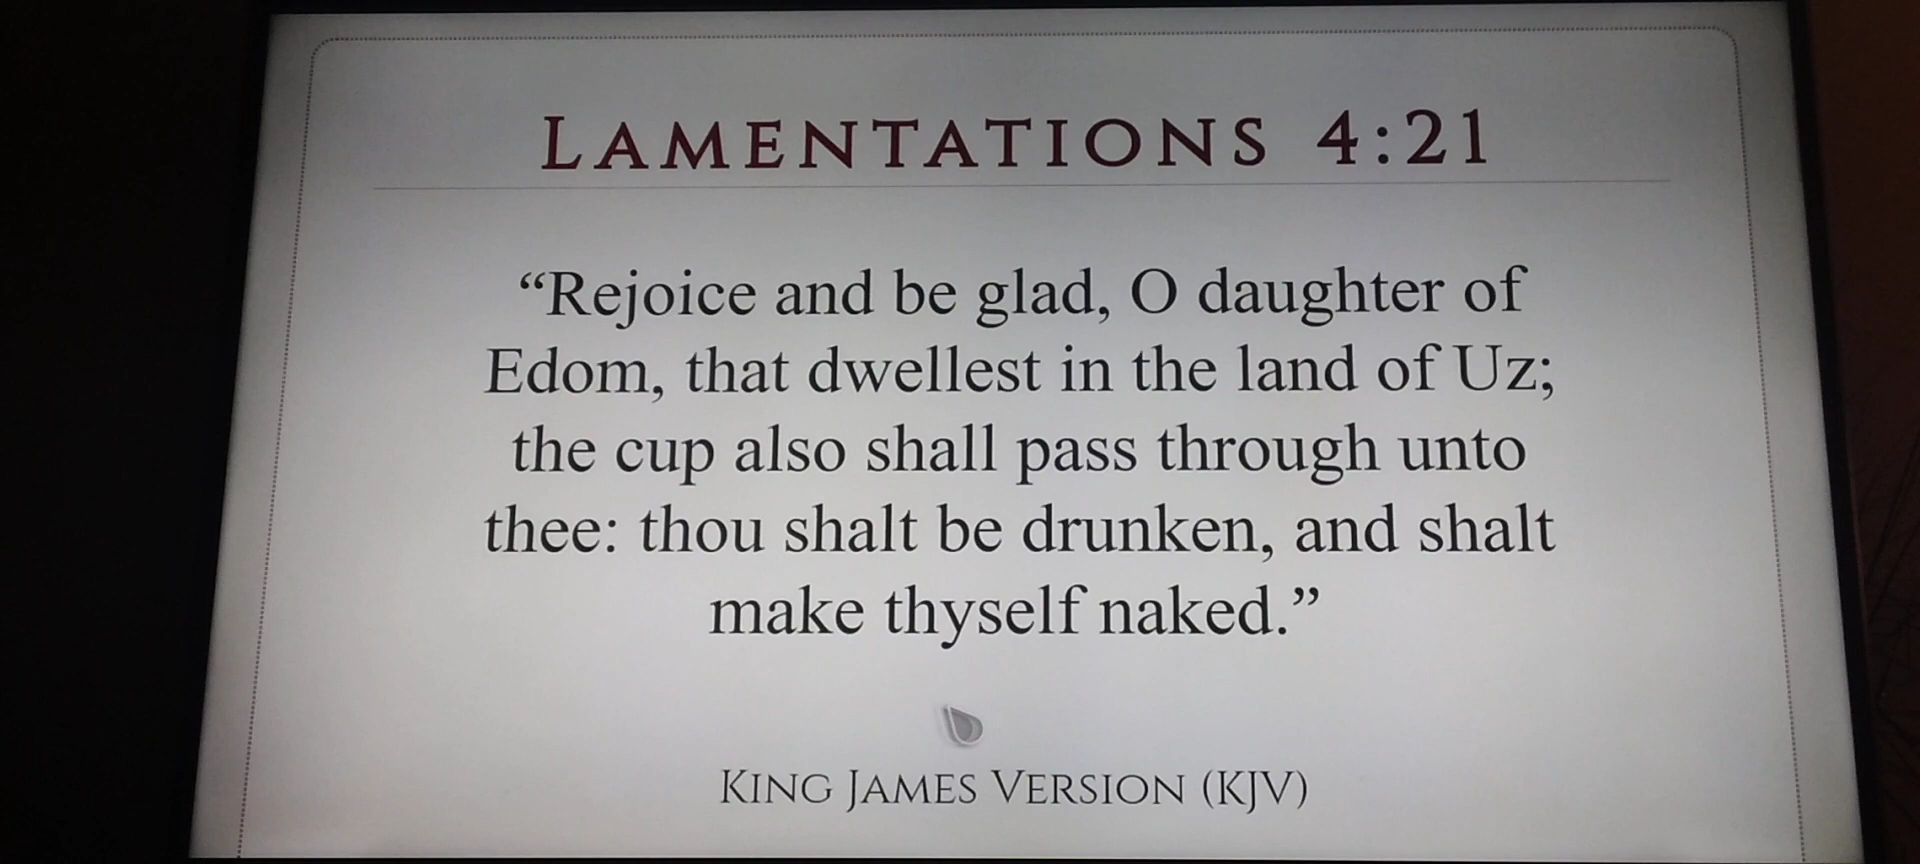 LAMENTATIONS 4:21
“Rejoice and be glad, O daughter of
Edom, that dwellest in the land of Uz;
the cup also shall pass through unto
thee: thou shalt be drunken, and shalt
make thyself naked.”
KING JAMES VERSION (KJV)